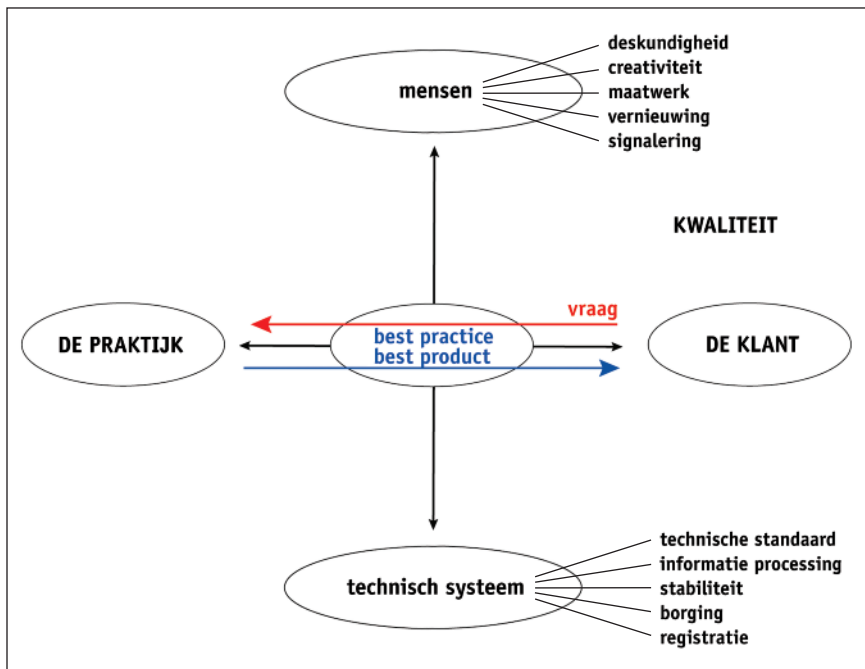 deskundigheid
creativiteit
mensen
maatwerk
vernieuwing
signalering
KWALITEIT
vraag
DE PRAKTIJK
best practice
best product
DE KLANT
technische standaard
informatie processing
technisch systeem
stabiliteit
borging
registratie